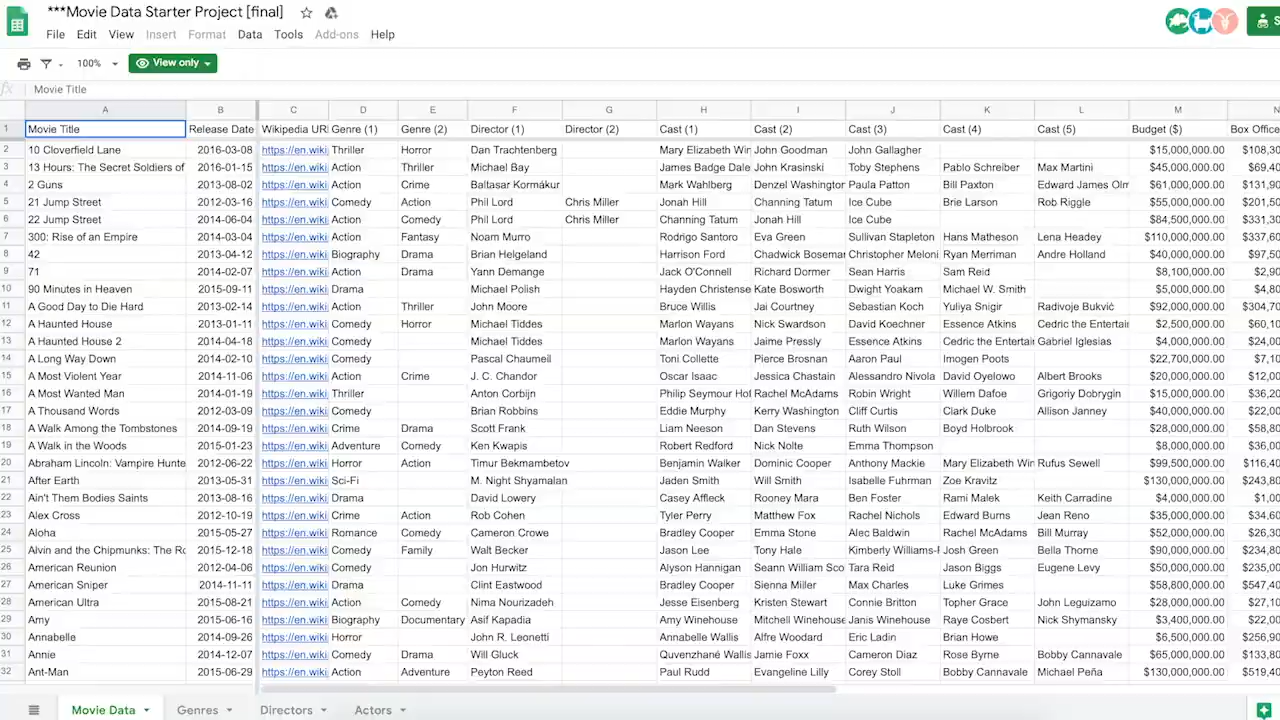 ***Movie Data Starter Project [final]
File Edit View Insert Format Data Tools Add-ons Help
100% View only
fx Movie Title
A B C D E F G H I J K L M N
1 Movie Title Release Date Wikipedia UR Genre (1) Genre (2) Director (1) Director (2) Cast (1) Cast (2) Cast (3) Cast (4) Cast (5) Budget ($) Box Offic
2 10 Cloverfield Lane 2016-03-08 https://en.wiki Thriller Horror Dan Trachtenberg Mary Elizabeth Win John Goodman John Gallagher $15,000,000.00 $108,30
3 13 Hours: The Secret Soldiers of 2016-01-15 https://en.wiki Action Thriller Michael Bay James Badge Dale John Krasinski Toby Stephens Pablo Schreiber Max Martini $45,000,000.00 $69,40
4 2 Guns 2013-08-02 https://en.wiki Action Crime Baltasar Kormákur Mark Wahlberg Denzel Washington Paula Patton Bill Paxton Edward James Olm $61,000,000.00 $131,90
5 21 Jump Street 2012-03-16 https://en.wiki Comedy Action Phil Lord Chris Miller Jonah Hill Channing Tatum Ice Cube Brie Larson Rob Riggle $55,000,000.00 $201,50
6 22 Jump Street 2014-06-04 https://en.wiki Action Comedy Phil Lord Chris Miller Channing Tatum Jonah Hill Ice Cube $84,500,000.00 $331,30
7 300: Rise of an Empire 2014-03-04 https://en.wiki Action Fantasy Noam Murro Rodrigo Santoro Eva Green Sullivan Stapleton Hans Matheson Lena Headey $110,000,000.00 $337,60
8 42 2013-04-12 https://en.wiki Biography Drama Brian Helgeland Harrison Ford Chadwick Boseman Christopher Meloni Ryan Merriman Andre Holland $40,000,000.00 $97,50
9 71 2014-02-07 https://en.wiki Action Drama Yann Demange Jack O'Connell Richard Dormer Sean Harris Sam Reid $8,100,000.00 $2,90
10 90 Minutes in Heaven 2015-09-11 https://en.wiki Drama Michael Polish Hayden Christense Kate Bosworth Dwight Yoakam Michael W. Smith $5,000,000.00 $4,80
11 A Good Day to Die Hard 2013-02-14 https://en.wiki Action Thriller John Moore Bruce Willis Jai Courtney Sebastian Koch Yuliya Snigir Radivoje Bukvić $92,000,000.00 $304,70
12 A Haunted House 2013-01-11 https://en.wiki Comedy Horror Michael Tiddes Marlon Wayans Nick Swardson David Koechner Essence Atkins Cedric the Entertain $2,500,000.00 $60,10
13 A Haunted House 2 2014-04-18 https://en.wiki Comedy Michael Tiddes Marlon Wayans Jaime Pressly Essence Atkins Cedric the Entertai Gabriel Iglesias $4,000,000.00 $24,00
14 A Long Way Down 2014-02-10 https://en.wiki Comedy Pascal Chaumeil Toni Collette Pierce Brosnan Aaron Paul Imogen Poots $22,700,000.00 $7,10
15 A Most Violent Year 2014-11-06 https://en.wiki Action Crime J. C. Chandor Oscar Isaac Jessica Chastain Alessandro Nivola David Oyelowo Albert Brooks $20,000,000.00 $12,00
16 A Most Wanted Man 2014-01-19 https://en.wiki Thriller Anton Corbijn Philip Seymour Hof Rachel McAdams Robin Wright Willem Dafoe Grigoriy Dobrygin $15,000,000.00 $36,20
17 A Thousand Words 2012-03-09 https://en.wiki Comedy Brian Robbins Eddie Murphy Kerry Washington Cliff Curtis Clark Duke Allison Janney $40,000,000.00 $22,00
18 A Walk Among the Tombstones 2014-09-19 https://en.wiki Crime Drama Scott Frank Liam Neeson Dan Stevens Ruth Wilson Boyd Holbrook $28,000,000.00 $58,80
19 A Walk in the Woods 2015-01-23 https://en.wiki Adventure Comedy Ken Kwapis Robert Redford Nick Nolte Emma Thompson $8,000,000.00 $36,00
20 Abraham Lincoln: Vampire Hunte 2012-06-22 https://en.wiki Horror Action Timur Bekmambetov Benjamin Walker Dominic Cooper Anthony Mackie Mary Elizabeth Win Rufus Sewell $99,500,000.00 $116,40
21 After Earth 2013-05-31 https://en.wiki Sci-Fi M. Night Shyamalan Jaden Smith Will Smith Isabelle Fuhrman Zoe Kravitz $130,000,000.00 $243,80
22 Ain't Them Bodies Saints 2013-08-16 https://en.wiki Drama David Lowery Casey Affleck Rooney Mara Ben Foster Rami Malek Keith Carradine $4,000,000.00 $1,00
23 Alex Cross 2012-10-19 https://en.wiki Crime Action Rob Cohen Tyler Perry Matthew Fox Rachel Nichols Edward Burns Jean Reno $35,000,000.00 $34,60
24 Aloha 2015-05-27 https://en.wiki Romance Comedy Cameron Crowe Bradley Cooper Emma Stone Alec Baldwin Rachel McAdams Bill Murray $52,000,000.00 $26,30
25 Alvin and the Chipmunks: The Ro 2015-12-18 https://en.wiki Comedy Family Walt Becker Jason Lee Tony Hale Kimberly Williams-P Josh Green Bella Thorne $90,000,000.00 $234,80
26 American Reunion 2012-04-06 https://en.wiki Comedy Jon Hurwitz Alyson Hannigan Seann William Sco Tara Reid Jason Biggs Eugene Levy $50,000,000.00 $235,00
27 American Sniper 2014-11-11 https://en.wiki Drama Clint Eastwood Bradley Cooper Sienna Miller Max Charles Luke Grimes $58,800,000.00 $547,40
28 American Ultra 2015-08-21 https://en.wiki Action Comedy Nima Nourizadeh Jesse Eisenberg Kristen Stewart Connie Britton Topher Grace John Leguizamo $28,000,000.00 $27,10
29 Amy 2015-06-16 https://en.wiki Biography Documentary Asif Kapadia Amy Winehouse Mitchell Winehouse Janis Winehouse Raye Cosbert Nick Shymansky $3,400,000.00 $22,00
30 Annabelle 2014-09-26 https://en.wiki Horror John R. Leonetti Annabelle Wallis Alfre Woodard Eric Ladin Brian Howe $6,500,000.00 $256,90
31 Annie 2014-12-07 https://en.wiki Comedy Drama Will Gluck Quvenzhané Wallis Jamie Foxx Cameron Diaz Rose Byrne Bobby Cannavale $65,000,000.00 $133,80
32 Ant-Man 2015-06-29 https://en.wiki Action Adventure Peyton Reed Paul Rudd Evangeline Lilly Corey Stoll Bobby Cannavale Michael Peña $130,000,000.00 $519,40
Movie Data Genres Directors Actors